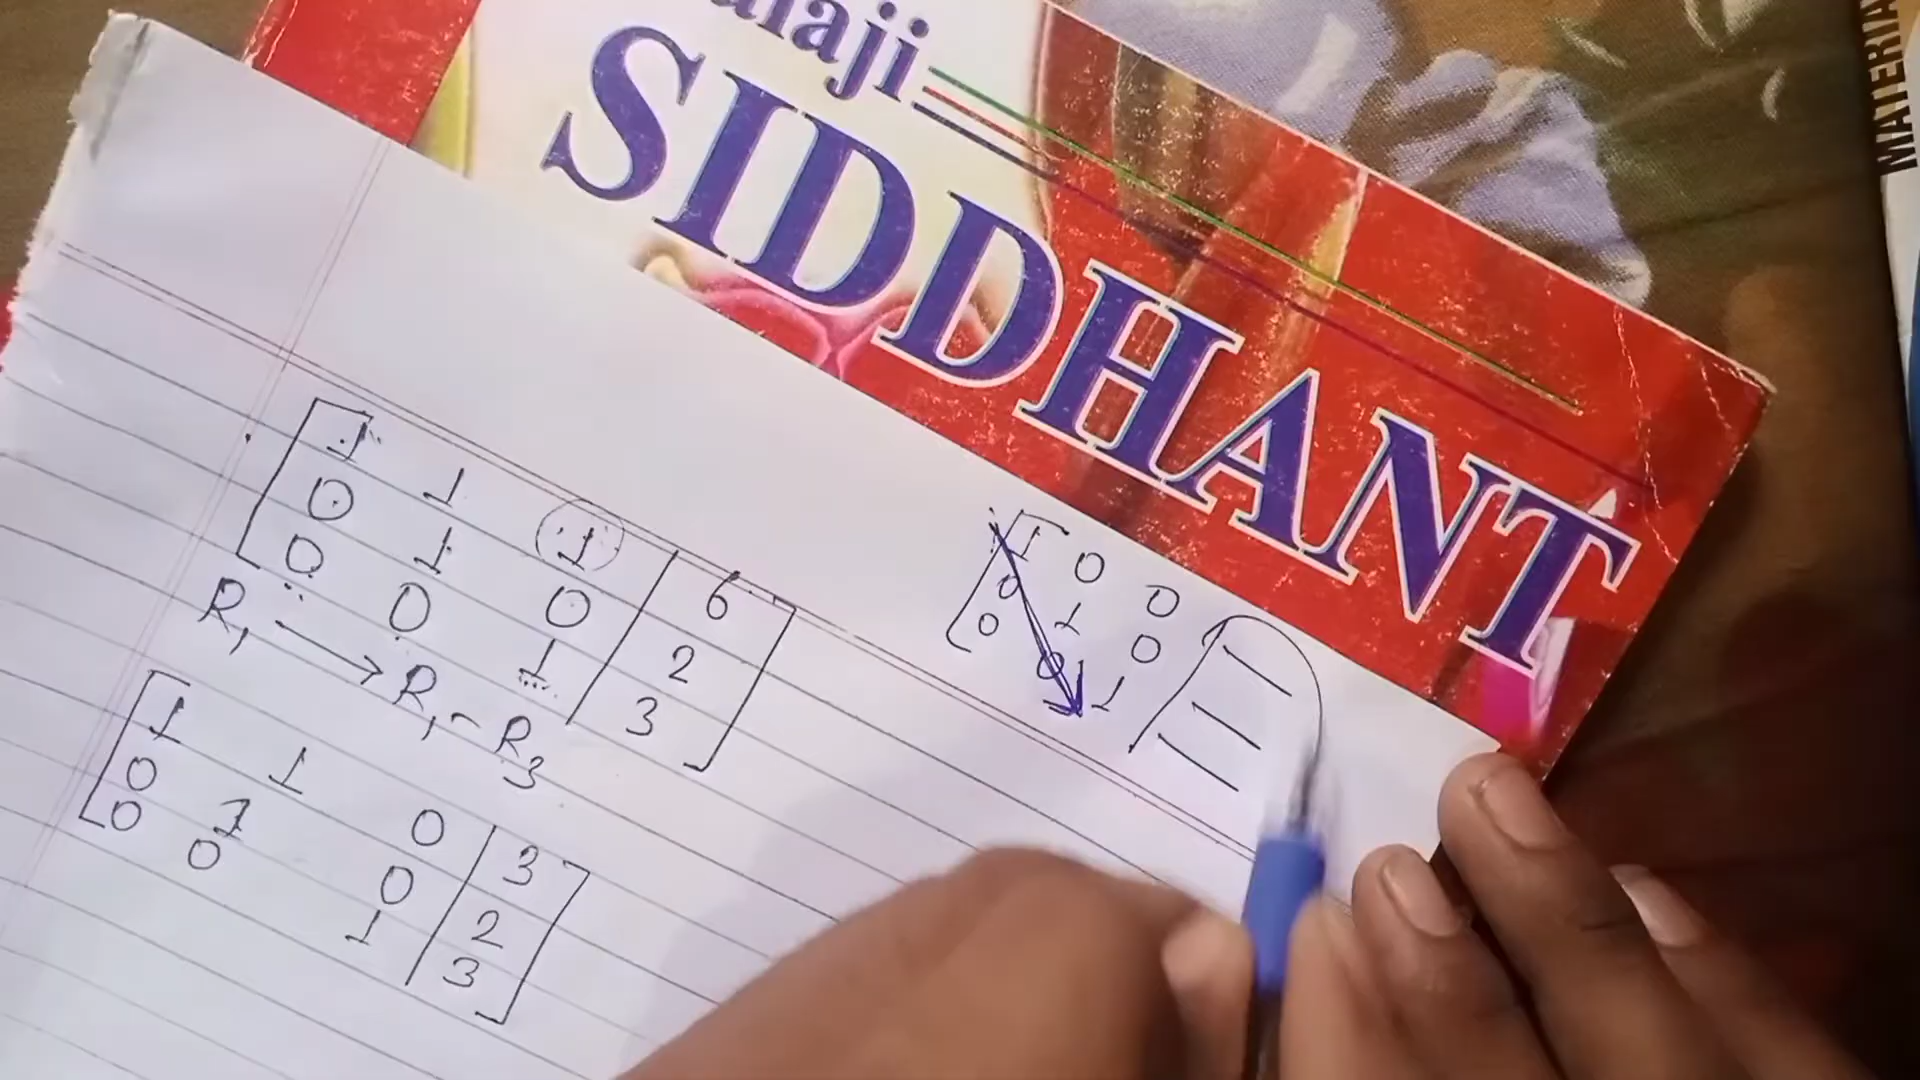 alaji
SIDDHANT
MATERIA
1 1 1 6
0 1 0 2
0 0 1 3
R1 → R1 - R3
1 1 0 3
0 1 0 2
0 0 1 3
1 0 0
0 1 0
0 0 1